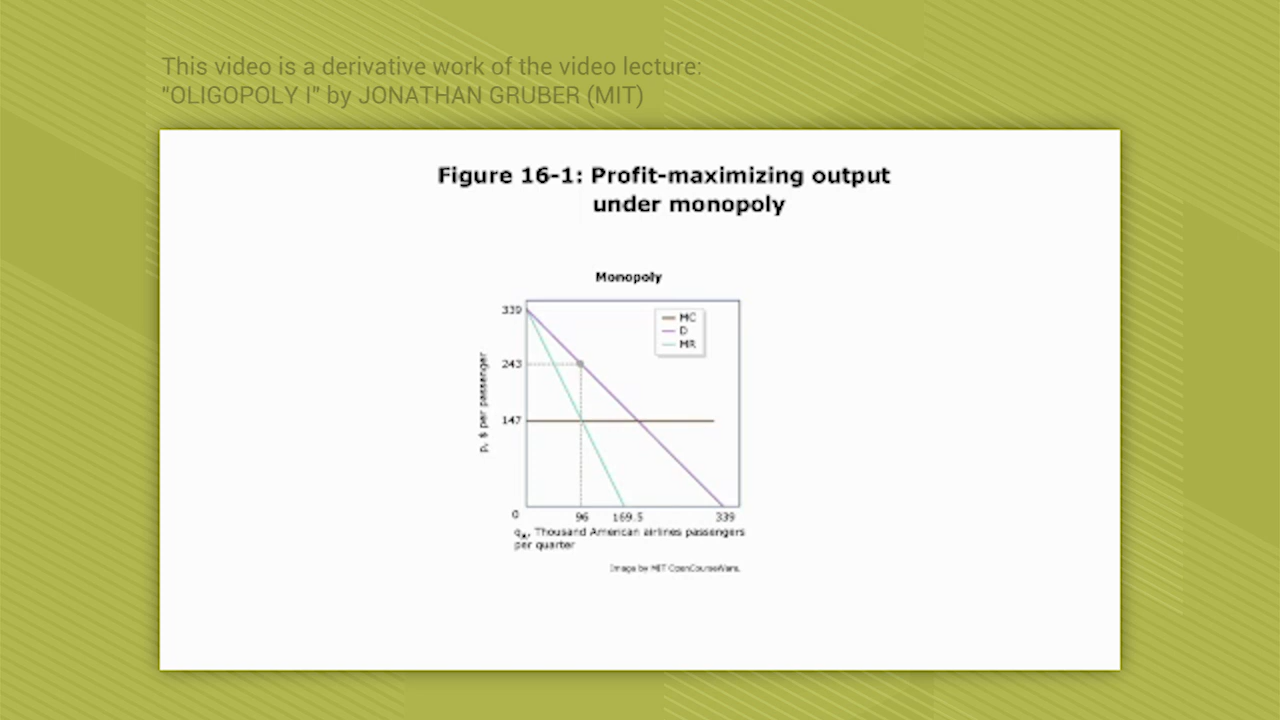 This video is a derivative work of the video lecture:
"OLIGOPOLY I" by JONATHAN GRUBER (MIT)
Figure 16-1: Profit-maximizing output
under monopoly
Monopoly
339
MC
D
MR
243
147
p, $ per passenger
0
96 169.5 339
qA, Thousand American airlines passengers
per quarter
Image by MIT OpenCourseWare.